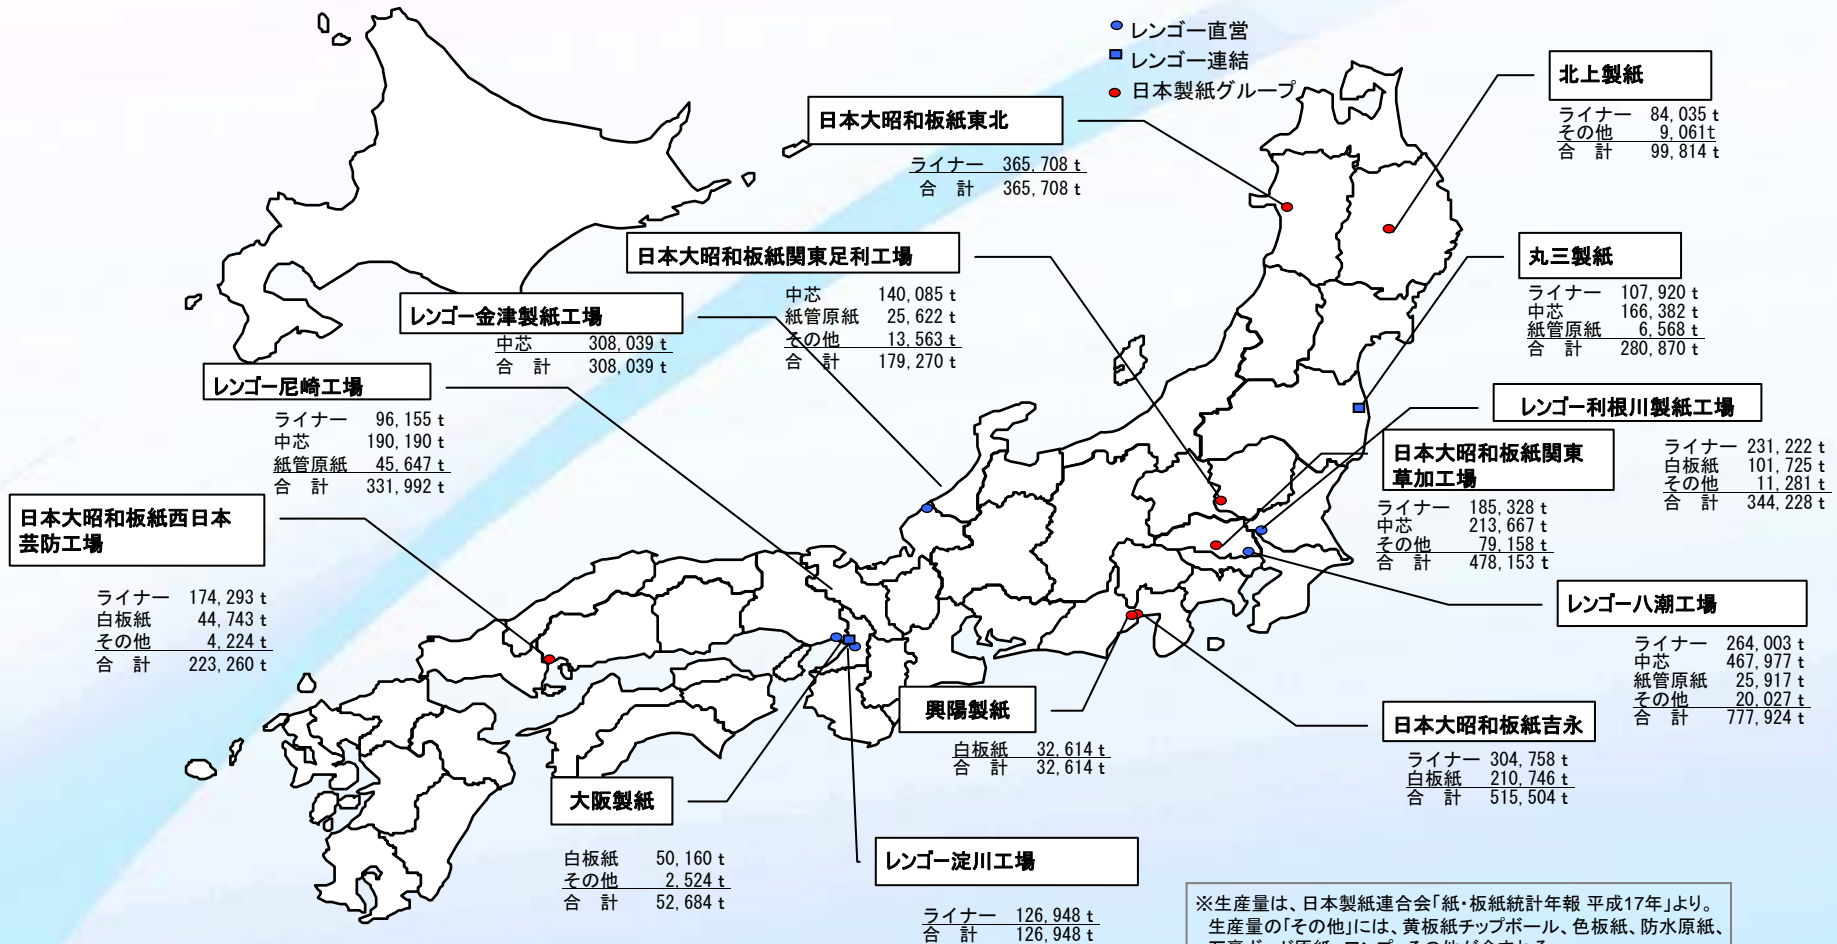 レンゴー直営
レンゴー連結
日本製紙グループ
北上製紙
ライナー 84,035 t
その他 9,061t
合 計 99,814 t
日本大昭和板紙東北
ライナー 365,708 t
合 計 365,708 t
日本大昭和板紙関東足利工場
中芯 140,085 t
紙管原紙 25,622 t
その他 13,563 t
合 計 179,270 t
丸三製紙
ライナー 107,920 t
中芯 166,382 t
紙管原紙 6,568 t
合 計 280,870 t
レンゴー金津製紙工場
中芯 308,039 t
合 計 308,039 t
レンゴー尼崎工場
ライナー 96,155 t
中芯 190,190 t
紙管原紙 45,647 t
合 計 331,992 t
レンゴー利根川製紙工場
ライナー 231,222 t
白板紙 101,725 t
その他 11,281 t
合 計 344,228 t
日本大昭和板紙関東
草加工場
ライナー 185,328 t
中芯 213,667 t
その他 79,158 t
合 計 478,153 t
日本大昭和板紙西日本
芸防工場
ライナー 174,293 t
白板紙 44,743 t
その他 4,224 t
合 計 223,260 t
レンゴー八潮工場
ライナー 264,003 t
中芯 467,977 t
紙管原紙 25,917 t
その他 20,027 t
合 計 777,924 t
興陽製紙
白板紙 32,614 t
合 計 32,614 t
日本大昭和板紙吉永
ライナー 304,758 t
白板紙 210,746 t
合 計 515,504 t
大阪製紙
白板紙 50,160 t
その他 2,524 t
合 計 52,684 t
レンゴー淀川工場
ライナー 126,948 t
合 計 126,948 t
※生産量は、日本製紙連合会「紙・板紙統計年報 平成17年」より。
生産量の「その他」には、黄板紙チップボール、色板紙、防水原紙、